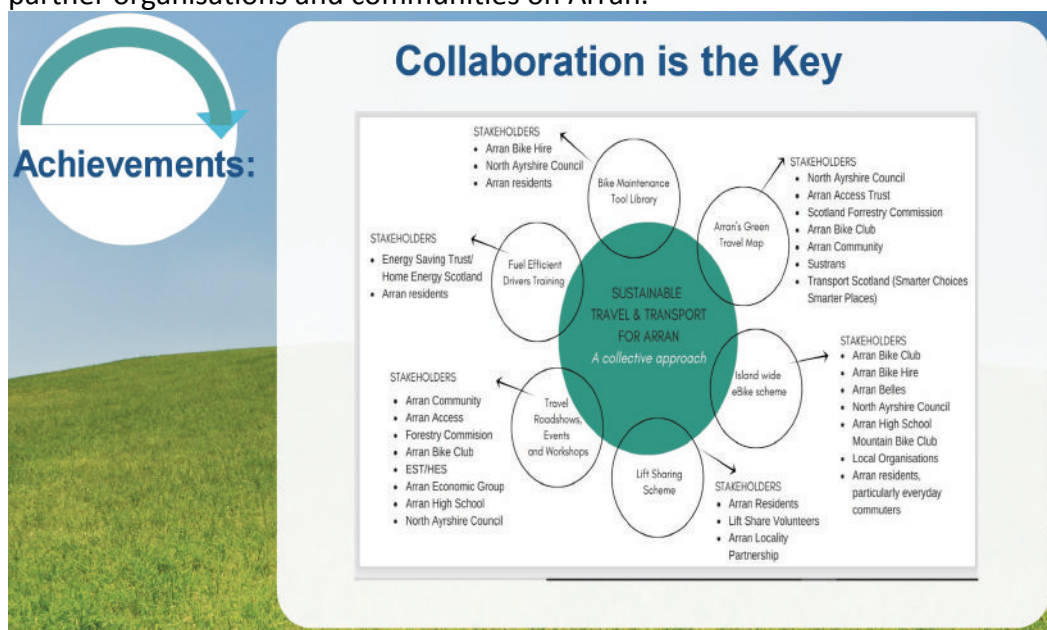 partner organisations and communities on Arran.
Collaboration is the Key
Achievements:
STAKEHOLDERS
• Arran Bike Hire
• North Ayrshire Council
• Arran residents
Bike Maintenance
Tool Library
STAKEHOLDERS
• North Ayrshire Council
• Arran Access Trust
• Scotland Forrestry Commission
• Arran Bike Club
• Arran Community
• Sustrans
• Transport Scotland (Smarter Choices
Smarter Places)
Arran's Green
Travel Map
STAKEHOLDERS
• Energy Saving Trust/
Home Energy Scotland
• Arran residents
Fuel Efficient
Drivers Training
SUSTAINABLE
TRAVEL & TRANSPORT
FOR ARRAN
A collective approach
STAKEHOLDERS
• Arran Bike Club
• Arran Bike Hire
• Arran Belles
• North Ayrshire Council
• Arran High School
Mountain Bike Club
• Local Organisations
• Arran residents,
particularly everyday
commuters
Island wide
eBike scheme
STAKEHOLDERS
• Arran Community
• Arran Access
• Forestry Commision
• Arran Bike Club
• EST/HES
• Arran Economic Group
• Arran High School
• North Ayrshire Council
Travel
Roadshows,
Events
and Workshops
Lift Sharing
Scheme
STAKEHOLDERS
• Arran Residents
• Lift Share Volunteers
• Arran Locality
Partnership